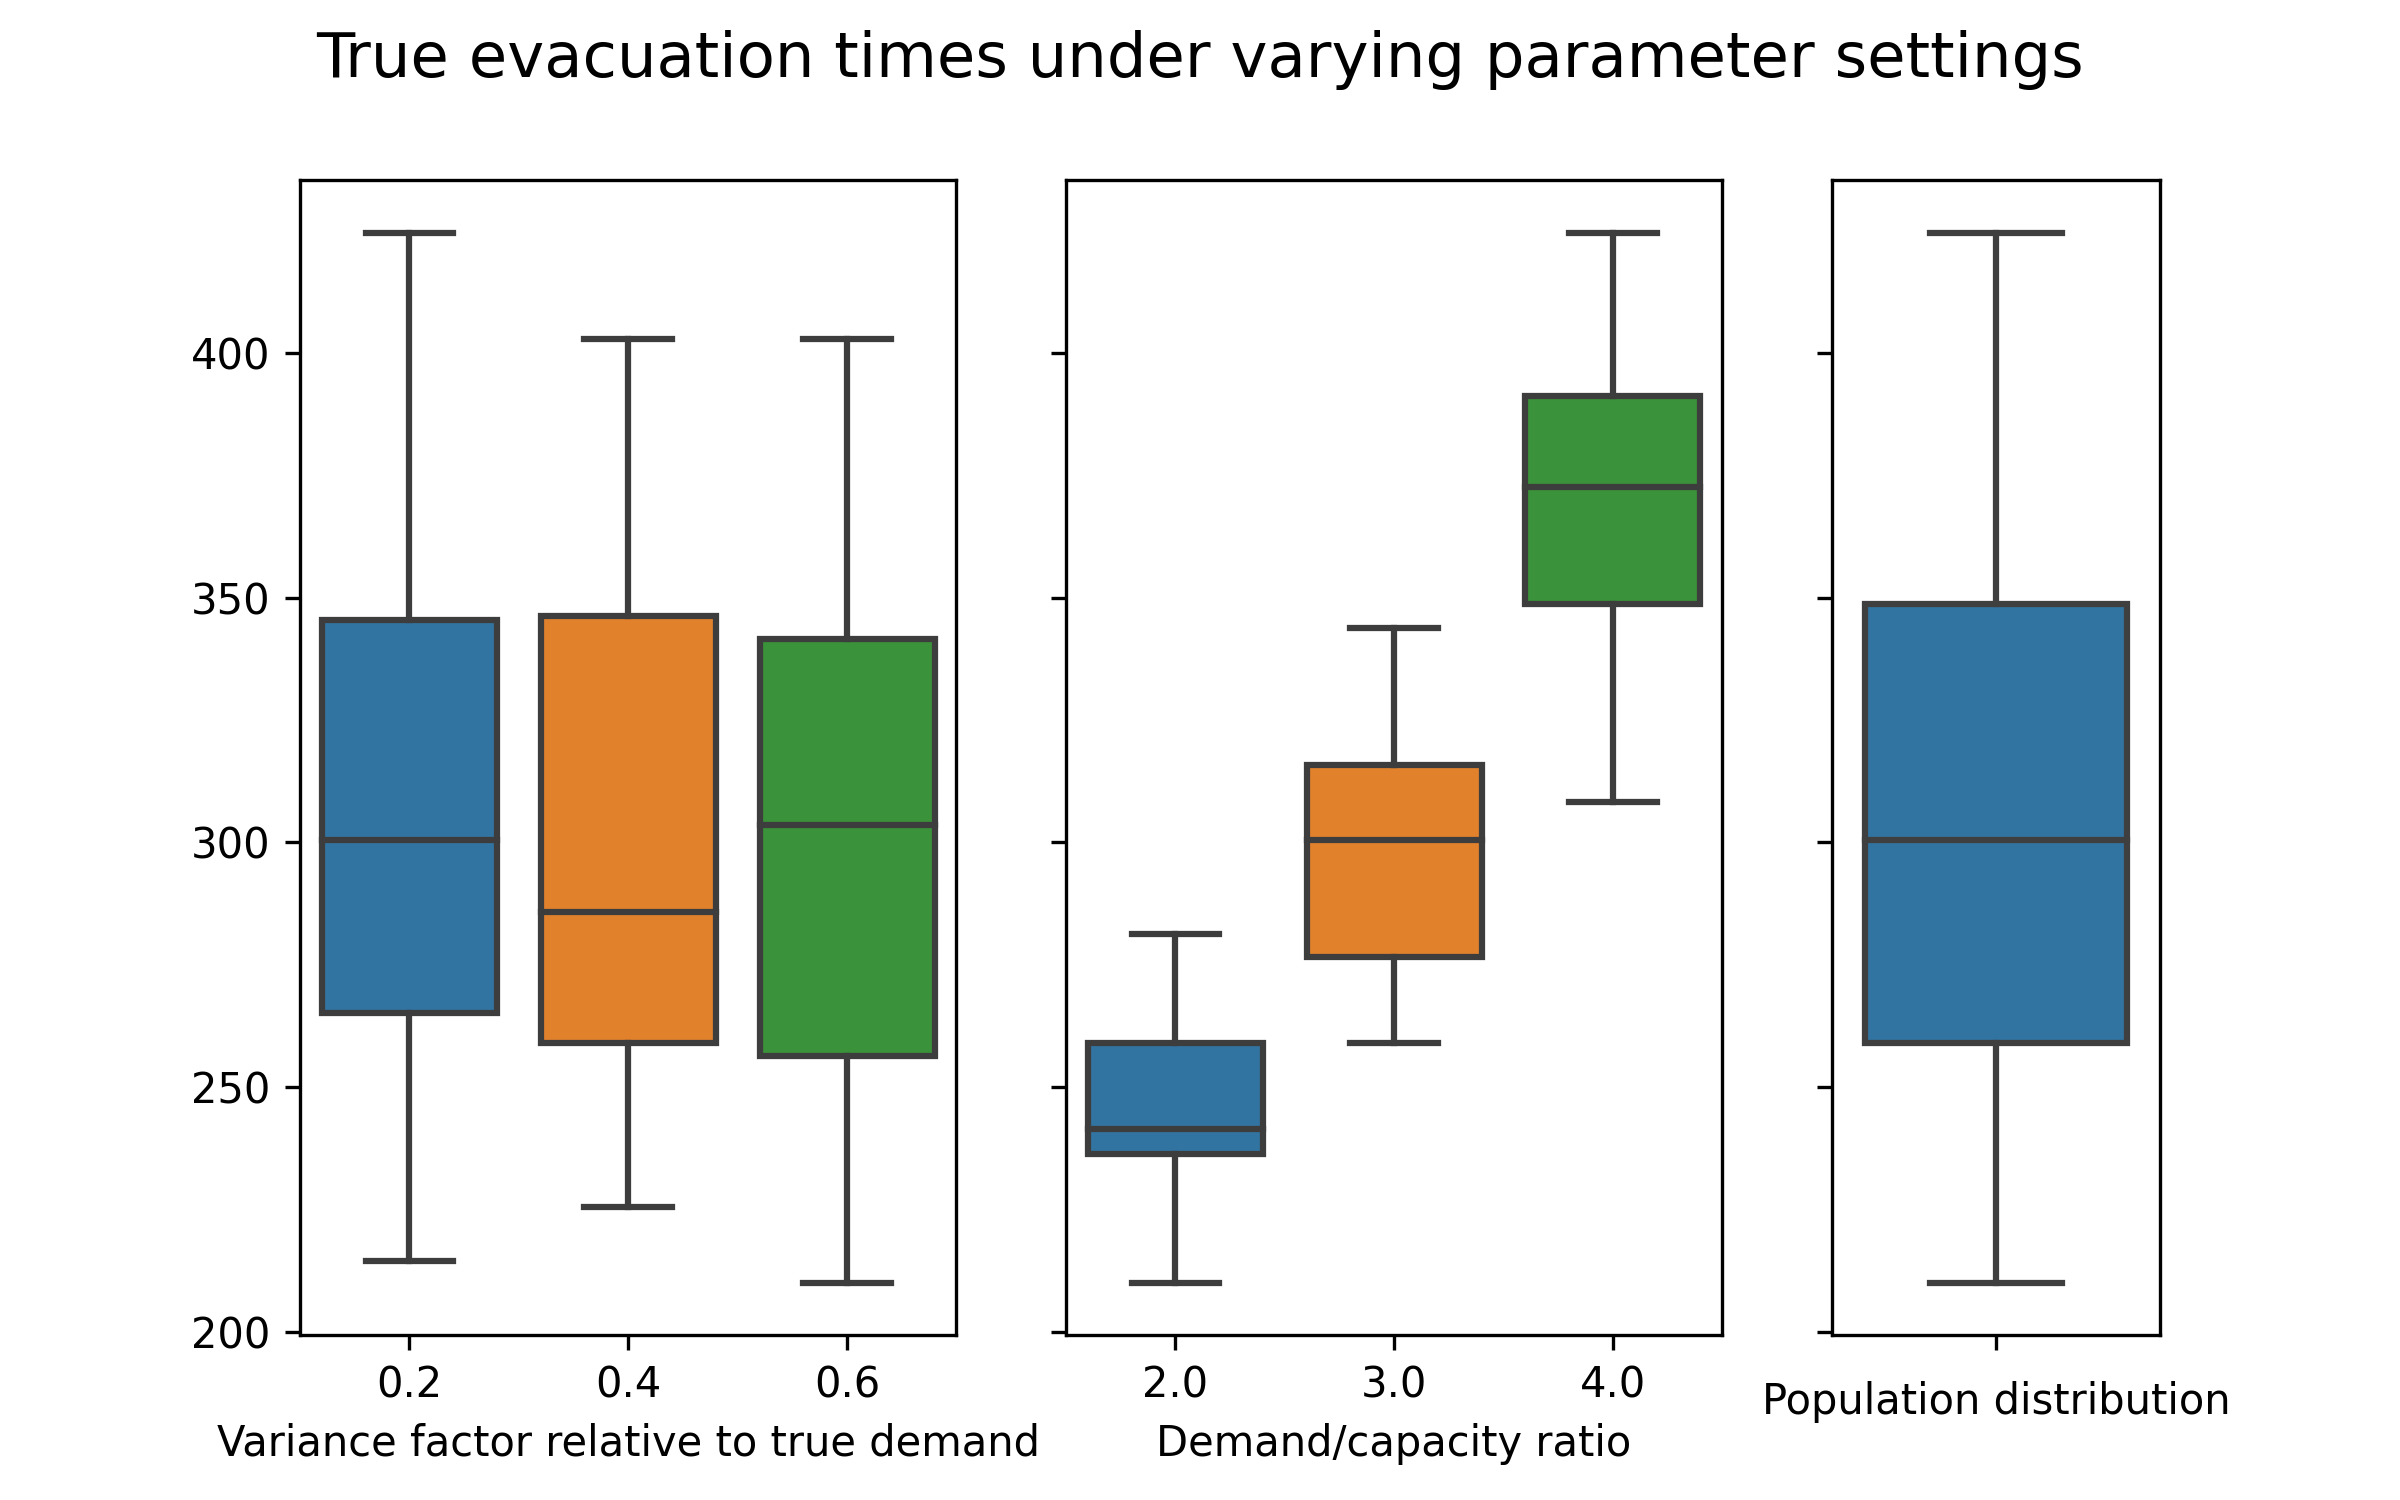 True evacuation times under varying parameter settings
400
350
300
250
200
0.2 0.4 0.6
Variance factor relative to true demand
2.0 3.0 4.0
Demand/capacity ratio
Population distribution